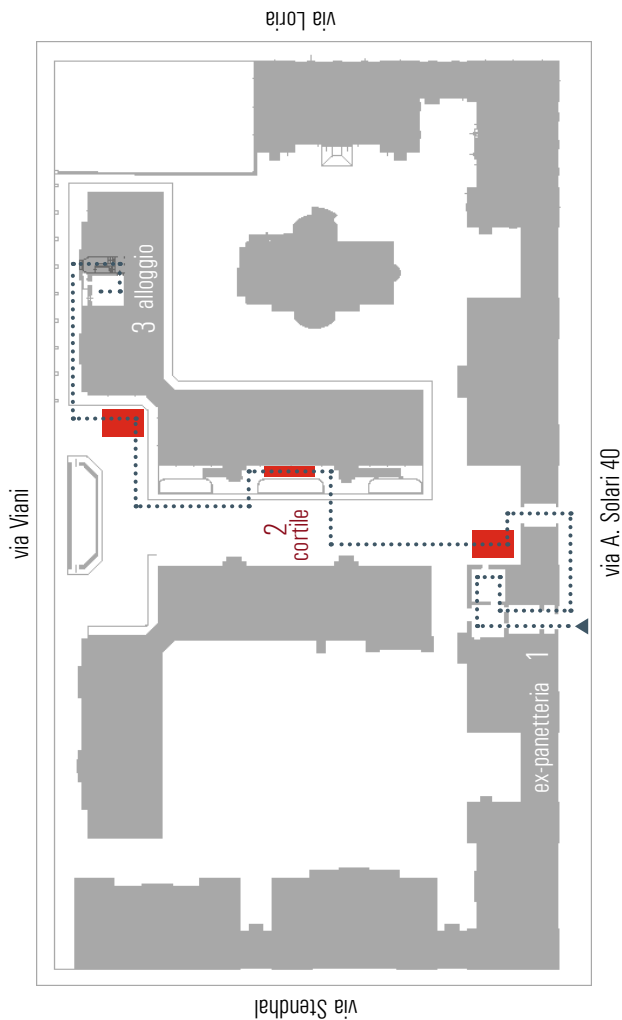 via Loria
via Viani
3 alloggio
2
cortile
ex-panetteria 1
via A. Solari 40
via Stendhal